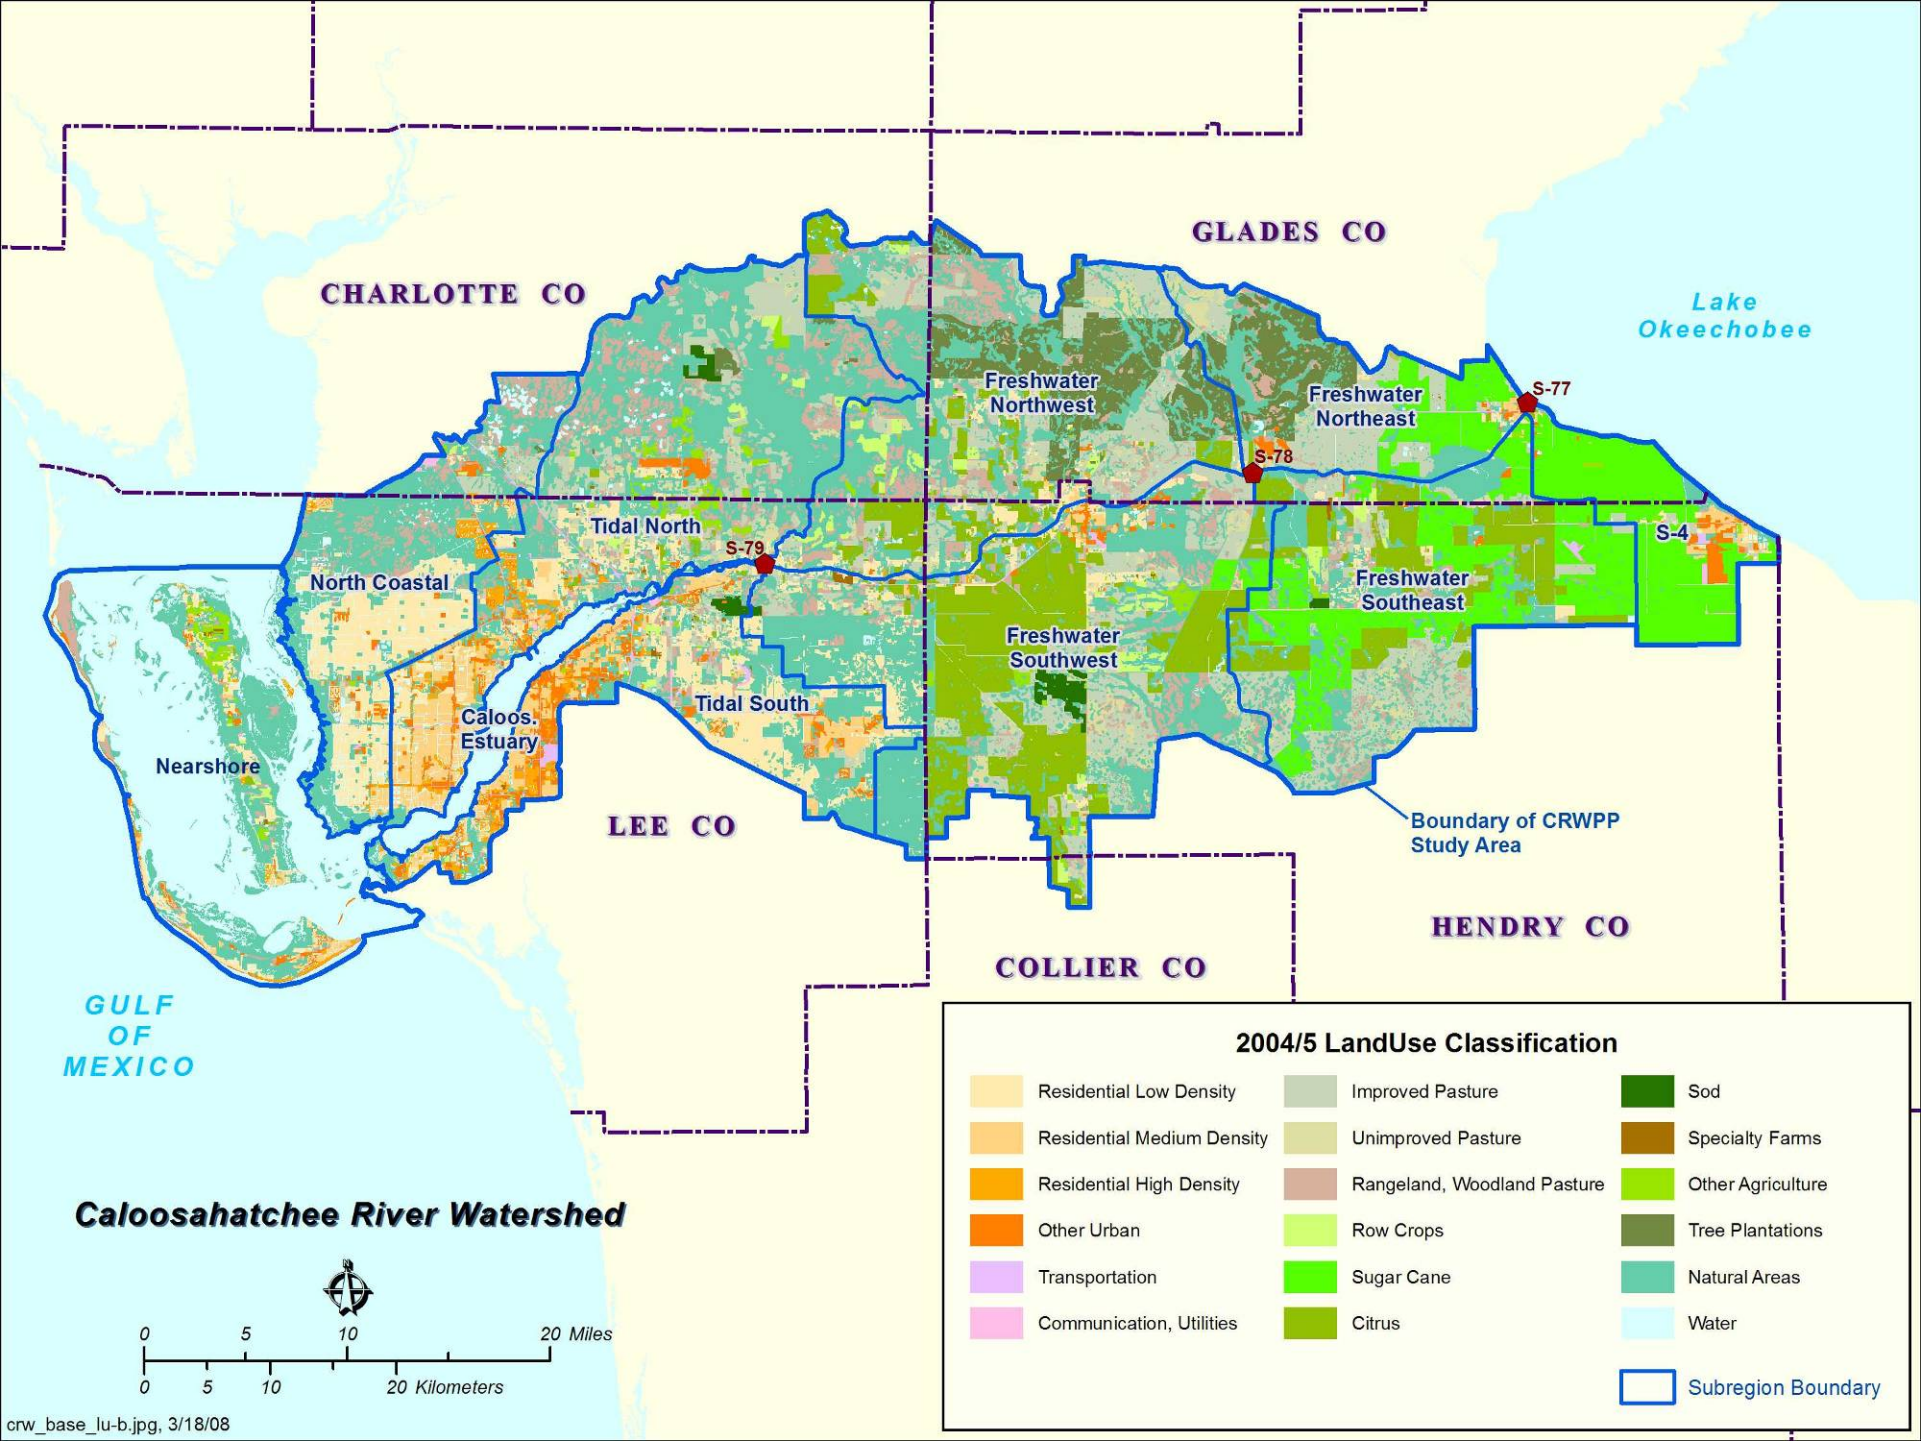 GLADES CO
CHARLOTTE CO
Lake
Okeechobee
Freshwater
Northwest
Freshwater
Northeast
S-77
S-78
Tidal North
S-79
S-4
North Coastal
Freshwater
Southeast
Freshwater
Southwest
Tidal South
Caloos.
Estuary
Nearshore
LEE CO
Boundary of CRWPP
Study Area
HENDRY CO
COLLIER CO
GULF
OF
MEXICO
2004/5 LandUse Classification
Residential Low Density
Residential Medium Density
Residential High Density
Other Urban
Transportation
Communication, Utilities
Improved Pasture
Unimproved Pasture
Rangeland, Woodland Pasture
Row Crops
Sugar Cane
Citrus
Sod
Specialty Farms
Other Agriculture
Tree Plantations
Natural Areas
Water
Subregion Boundary
Caloosahatchee River Watershed
N
0 5 10 20 Miles
0 5 10 20 Kilometers
crw_base_lu-b.jpg, 3/18/08